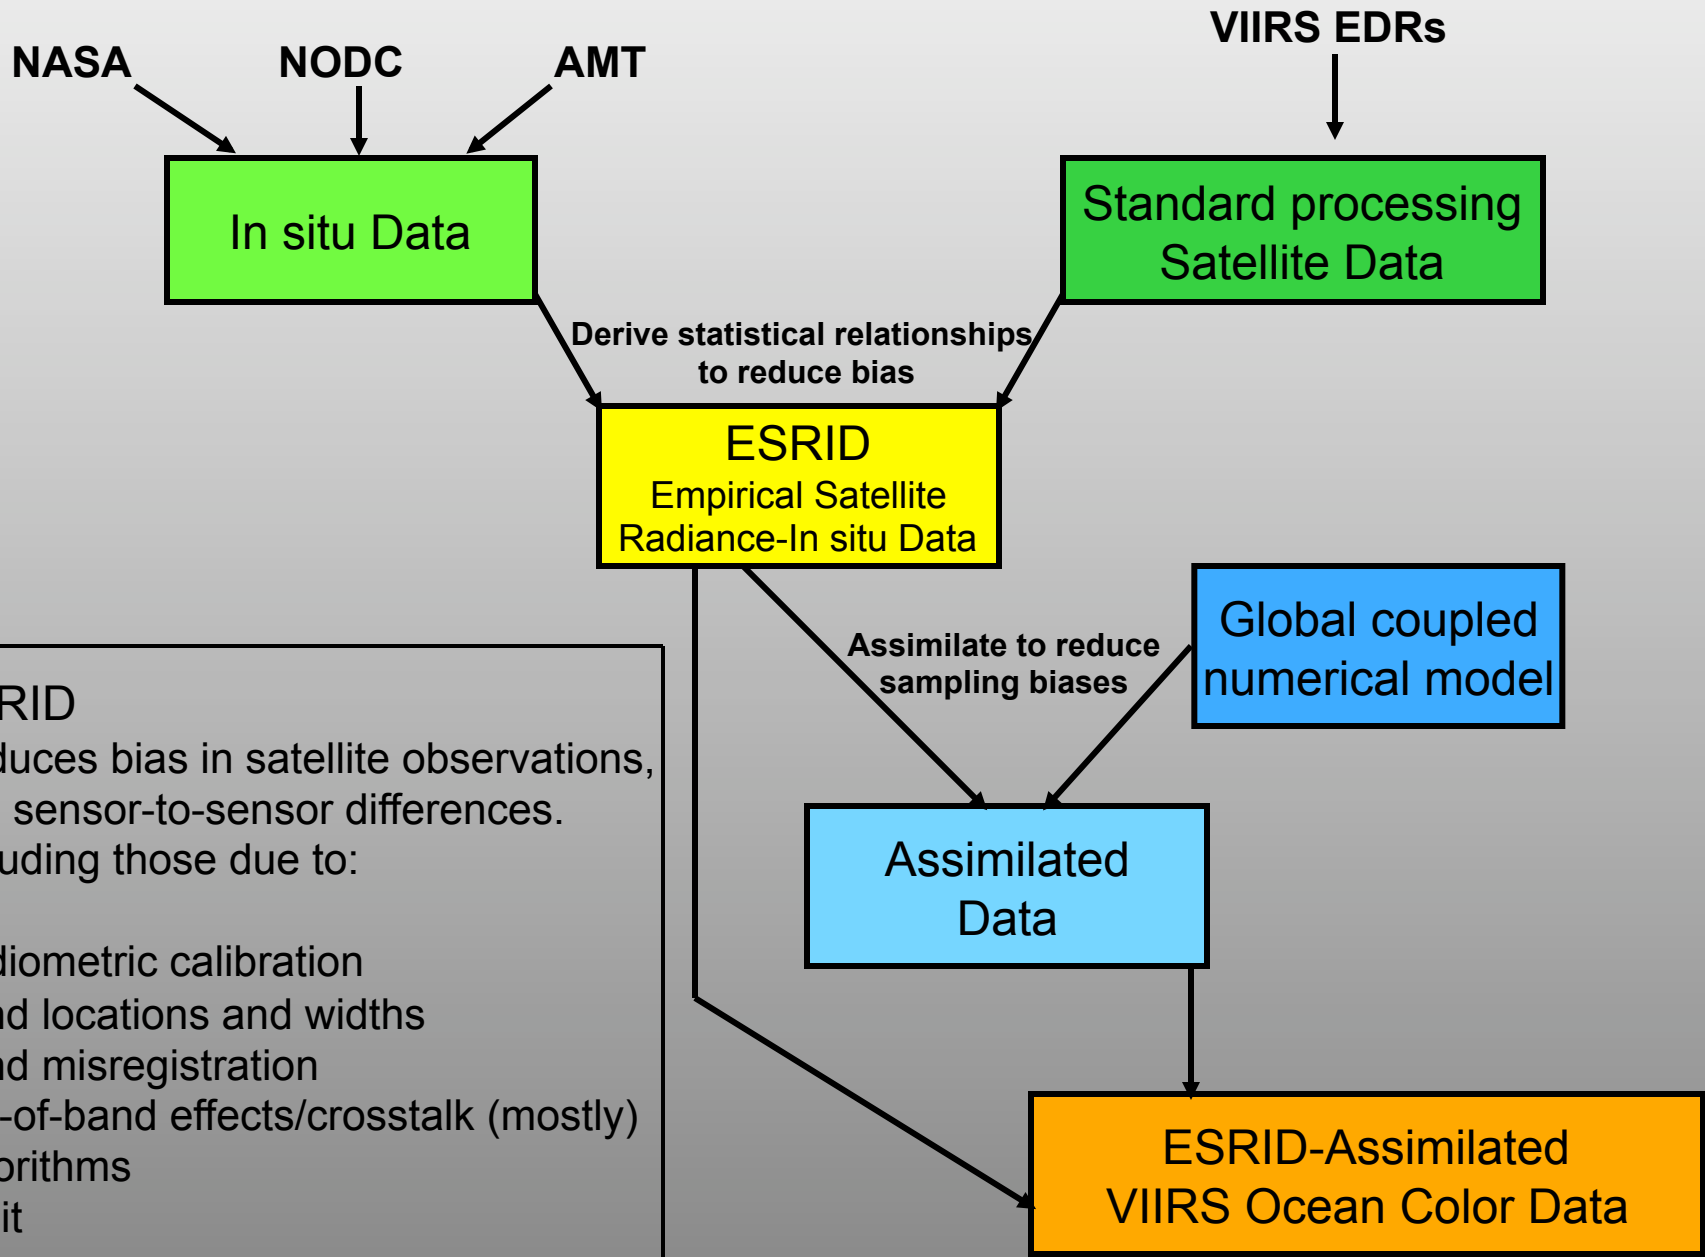 VIIRS EDRs
NASA NODC AMT
In situ Data
Standard processing
Satellite Data
Derive statistical relationships
to reduce bias
ESRID
Empirical Satellite
Radiance-In situ Data
Global coupled
numerical model
Assimilate to reduce
sampling biases
Assimilated
Data
ESRID-Assimilated
VIIRS Ocean Color Data
RID
duces bias in satellite observations,
sensor-to-sensor differences.
luding those due to:
diometric calibration
nd locations and widths
nd misregistration
-of-band effects/crosstalk (mostly)
orithms
it